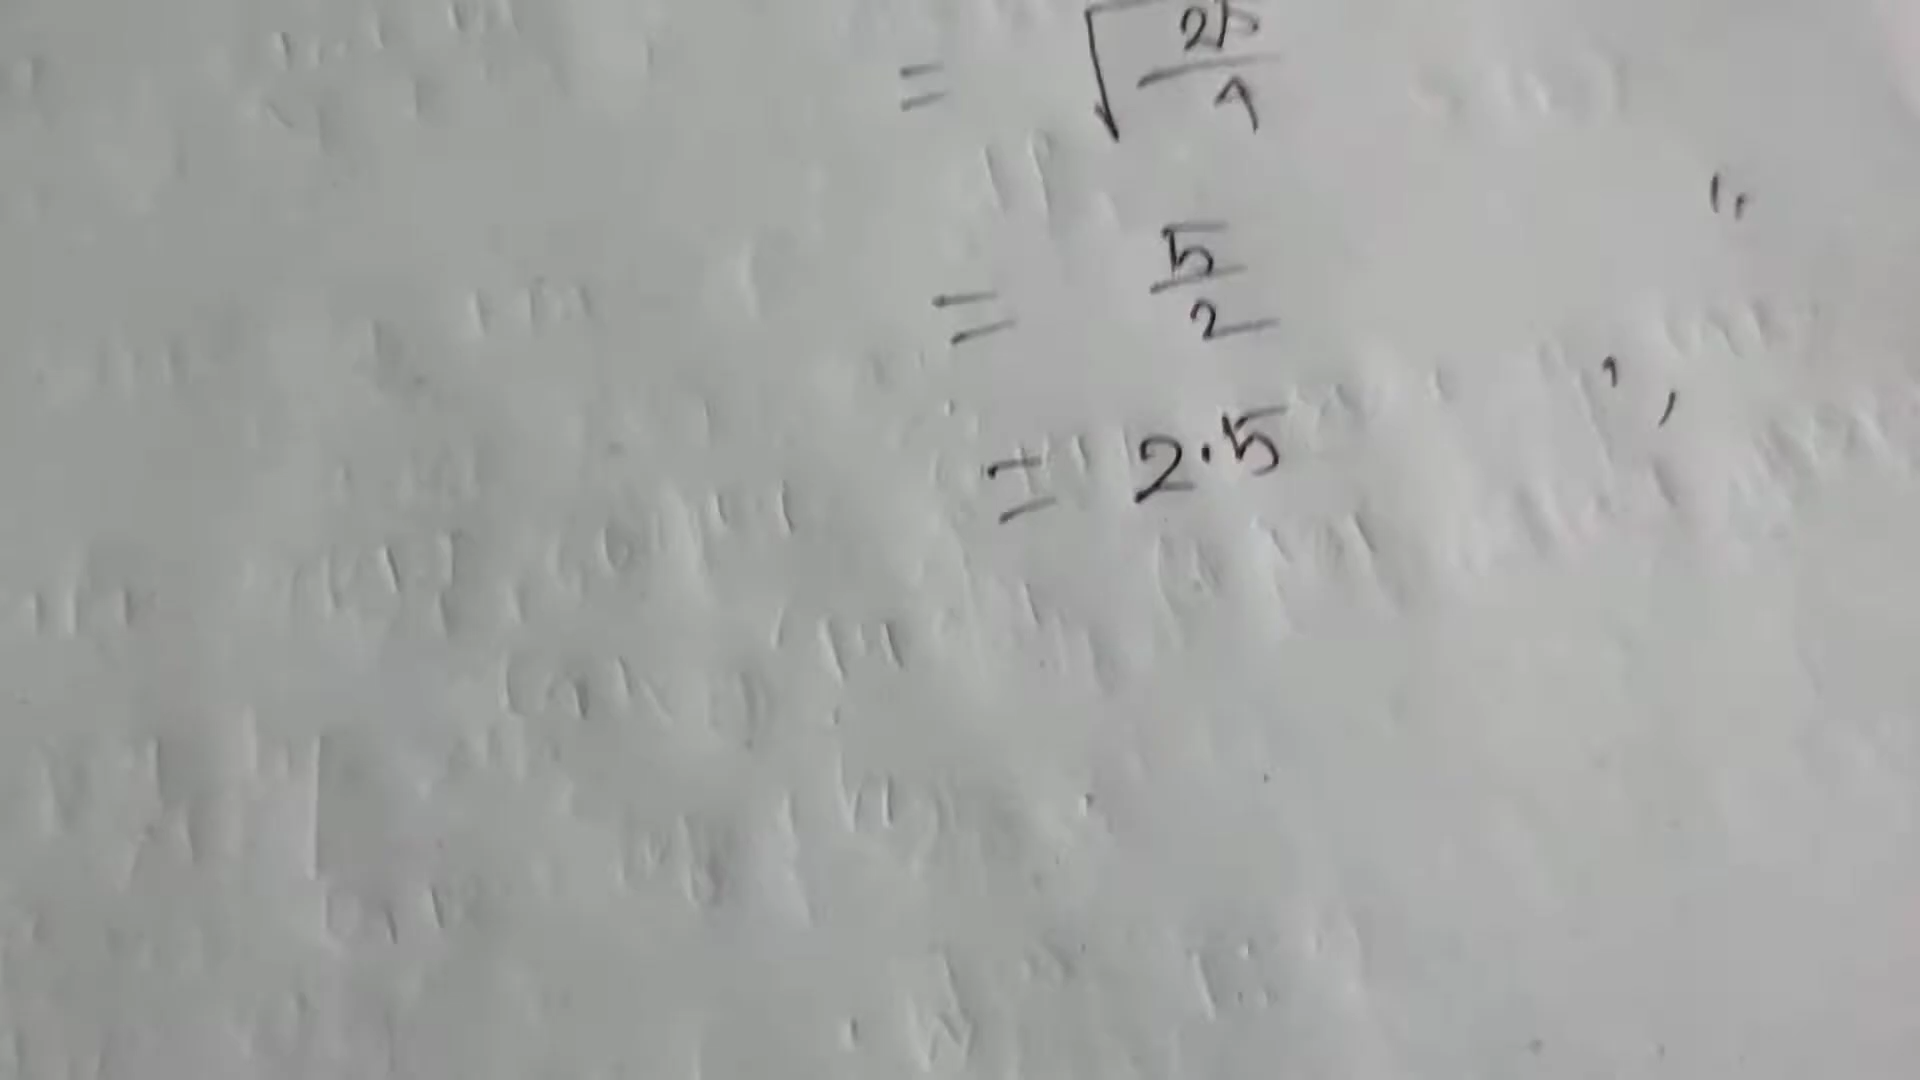 = √25/4
= 5/2
= 2.5